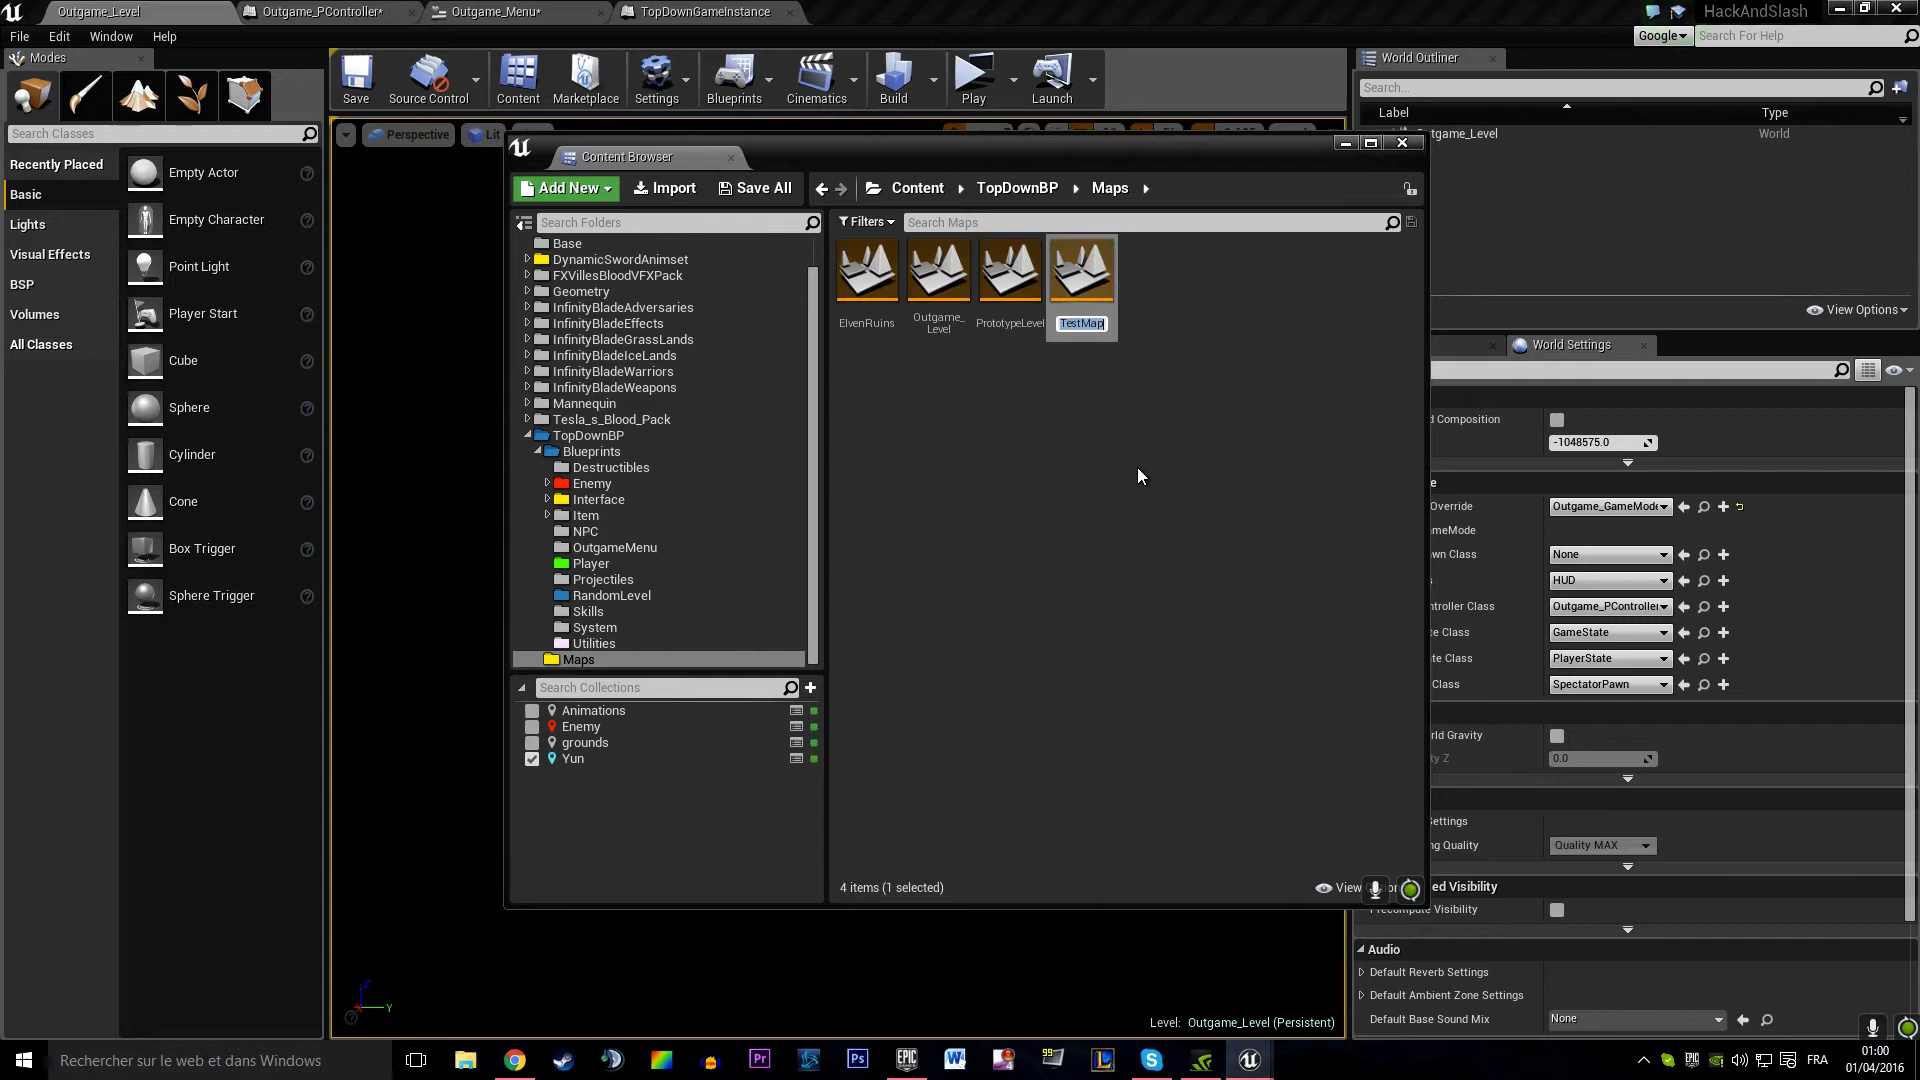 Outgame_Level
Outgame_PController*
Outgame_Menu*
TopDownGameInstance
HackAndSlash
File
Edit
Window
Help
Google
Search For Help
Modes
Save
Source Control
Content
Marketplace
Settings
Blueprints
Cinematics
Build
Play
Launch
World Outliner
Search...
Label
Type
Outgame_Level
World
View Options
Search Classes
Recently Placed
Basic
Lights
Visual Effects
BSP
Volumes
All Classes
Empty Actor
Empty Character
Point Light
Player Start
Cube
Sphere
Cylinder
Cone
Box Trigger
Sphere Trigger
Perspective
Lit
Content Browser
Add New
Import
Save All
Content
TopDownBP
Maps
Search Folders
Filters
Search Maps
Base
DynamicSwordAnimset
FXVillesBloodVFXPack
Geometry
InfinityBladeAdversaries
InfinityBladeEffects
InfinityBladeGrassLands
InfinityBladeIceLands
InfinityBladeWarriors
InfinityBladeWeapons
Mannequin
Tesla_s_Blood_Pack
TopDownBP
Blueprints
Destructibles
Enemy
Interface
Item
NPC
OutgameMenu
Player
Projectiles
RandomLevel
Skills
System
Utilities
Maps
ElvenRuins
Outgame_
Level
PrototypeLevel
TestMap
Search Collections
Animations
Enemy
grounds
Yun
4 items (1 selected)
View
World Settings
d Composition
-1048575.0
Override
Outgame_GameMode
meMode
wn Class
None
HUD
ntroller Class
Outgame_PController
te Class
GameState
ate Class
PlayerState
Class
SpectatorPawn
rld Gravity
ty Z
0.0
Settings
ng Quality
Quality MAX
ed Visibility
Precompute Visibility
Audio
Default Reverb Settings
Default Ambient Zone Settings
Default Base Sound Mix
None
Z
Y
Level: Outgame_Level (Persistent)
Rechercher sur le web et dans Windows
Pr
Ps
EPIC
W
99
L
FRA
01:00
01/04/2016